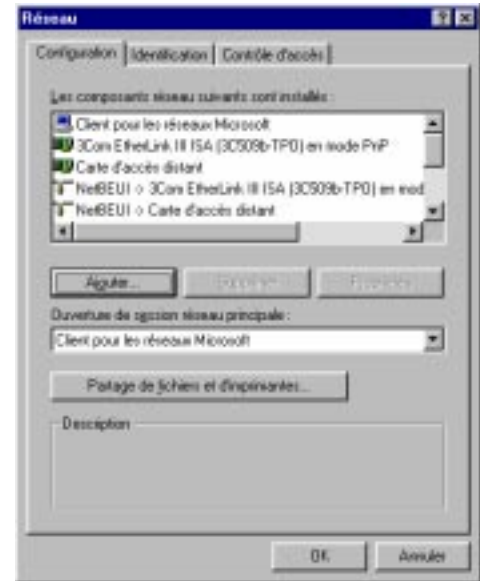 Réseau
Configuration Identification Contrôle d'accès
Les composants réseau suivants sont installés :
Client pour les réseaux Microsoft
3Com EtherLink III ISA (3C509b-TPO) en mode PnP
Carte d'accès distant
NetBEUI -> 3Com EtherLink III ISA (3C509b-TPO) en mod
NetBEUI -> Carte d'accès distant
Ajouter... Supprimer Propriétés
Ouverture de session réseau principale :
Client pour les réseaux Microsoft
Partage de fichiers et d'imprimantes...
Description
OK Annuler